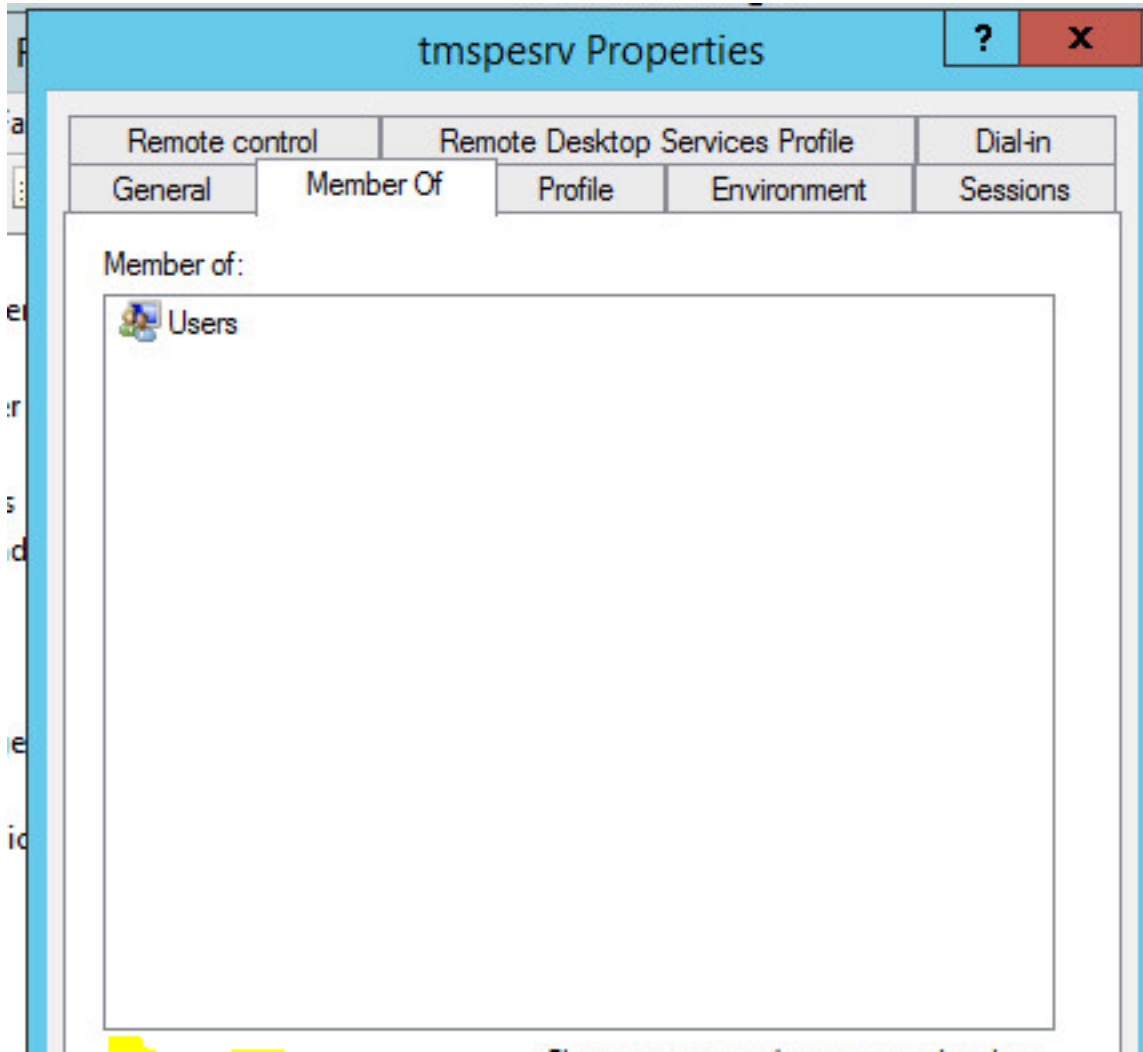 tmspesrv Properties
? x
Remote control Remote Desktop Services Profile Dial-in
General Member Of Profile Environment Sessions
Member of:
Users